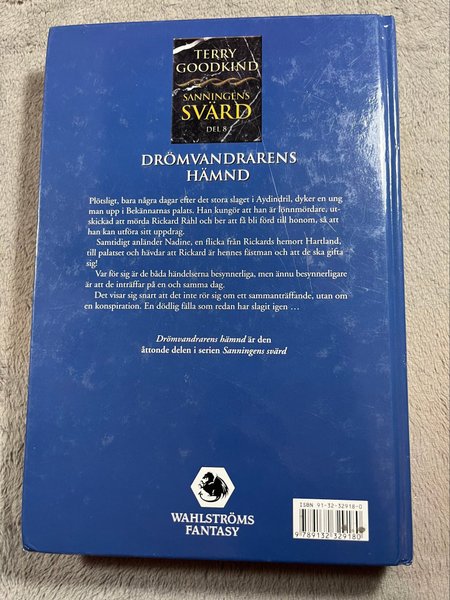 TERRY
GOODKIND
SANNINGENS
SVÄRD
DEL 8
DRÖMVANDRARENS
HÄMND
Plötsligt, bara några dagar efter det stora slaget i Aydindril, dyker en ung
man upp i Bekännarnas palats. Han kungör att han är lönnmördare, ut-
skickad att mörda Rickard Rahl och ber att få bli förd till honom, så att
han kan utföra sitt uppdrag.
Samtidigt anländer Nadine, en flicka från Rickards hemort Hartland,
till palatset och hävdar att Rickard är hennes fästman och att de ska gifta
sig!
Var för sig är de båda händelserna besynnerliga, men ännu besynnerligare
är att de inträffar på en och samma dag.
Det visar sig snart att det inte rör sig om ett sammanträffande, utan om
en konspiration. En dödlig fälla som redan har slagit igen …
Drömvandrarens hämnd är den
åttonde delen i serien Sanningens svärd
WAHLSTRÖMS
FANTASY
ISBN 91-32-32918-0
9 789132 329180